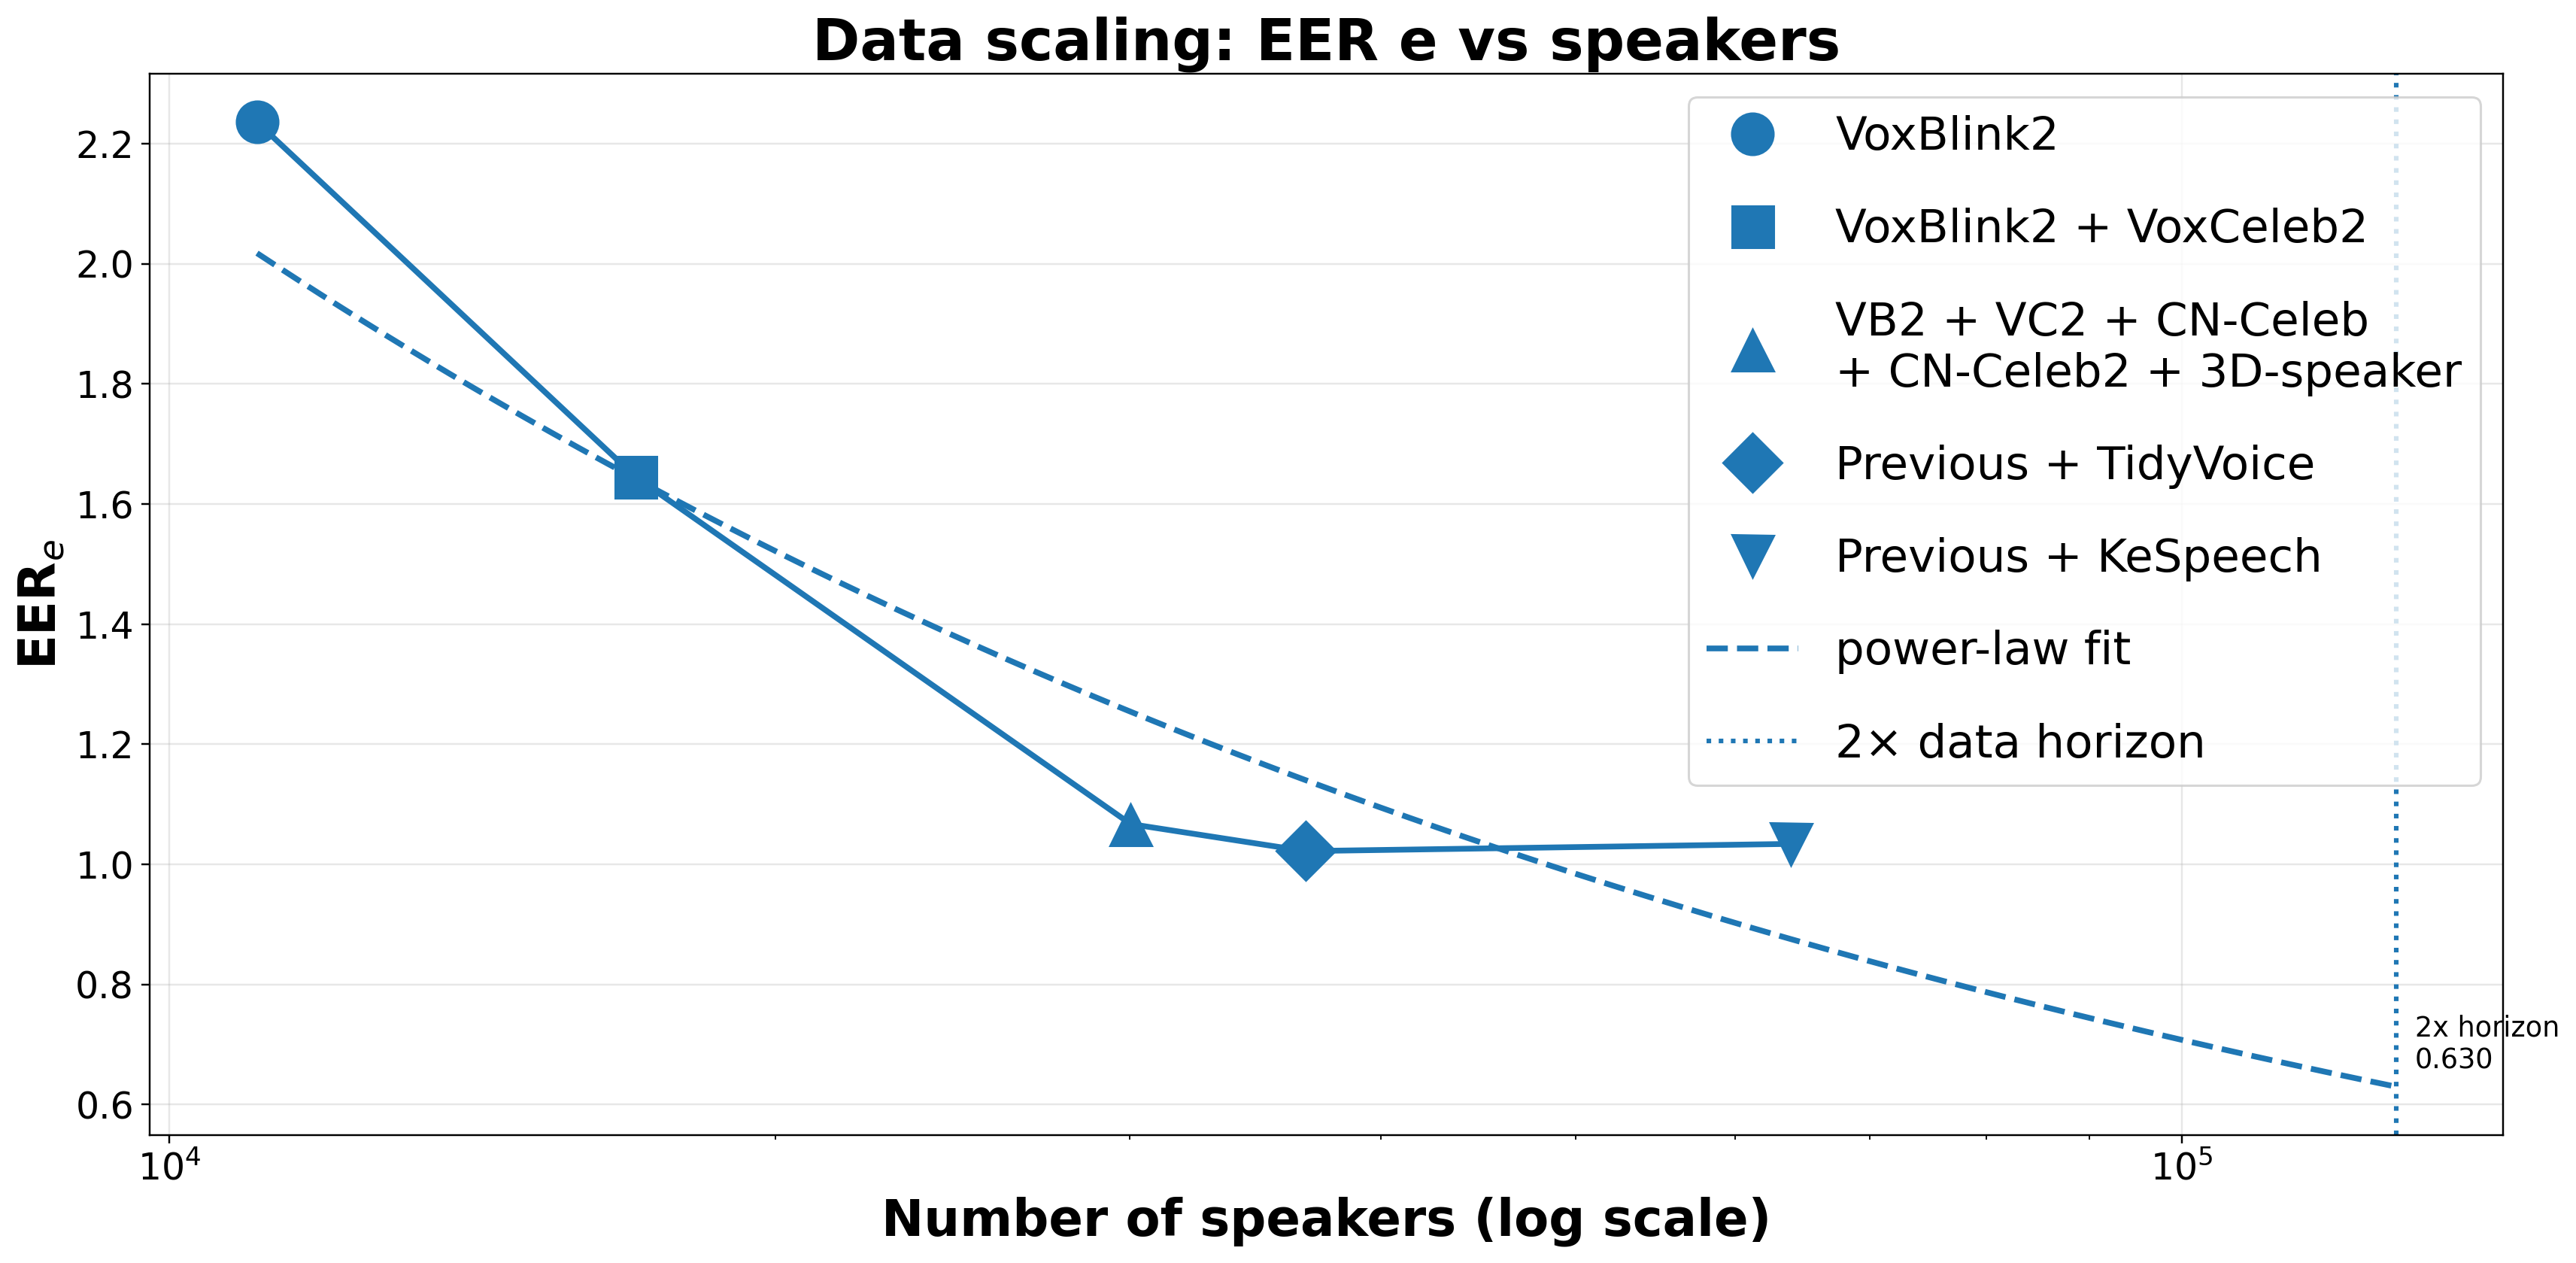 Data scaling: EER e vs speakers
2.2
2.0
1.8
1.6
1.4
1.2
1.0
0.8
0.6
EERₑ
VoxBlink2
VoxBlink2 + VoxCeleb2
VB2 + VC2 + CN-Celeb
+ CN-Celeb2 + 3D-speaker
Previous + TidyVoice
Previous + KeSpeech
power-law fit
2× data horizon
2x horizon
0.630
10⁴
10⁵
Number of speakers (log scale)